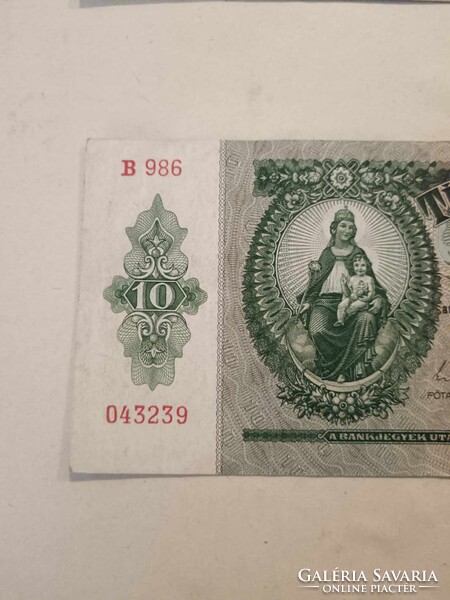 B 986
10
043239
A BANKJEGYEK UTÁ
GALÉRIA SAVARIA
ONLINE PIACTÉR